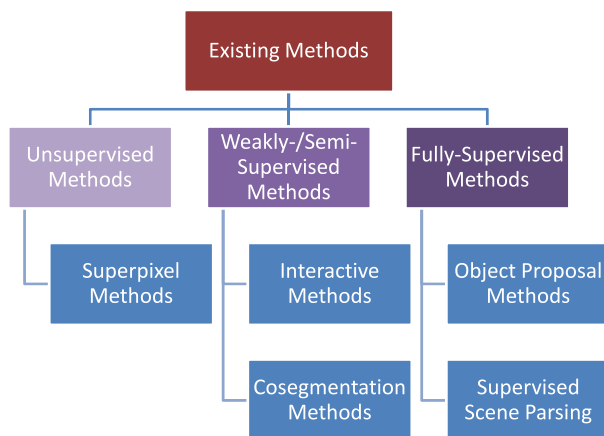 Existing Methods
Unsupervised
Methods
Weakly-/Semi-
Supervised
Methods
Fully-Supervised
Methods
Superpixel
Methods
Interactive
Methods
Object Proposal
Methods
Cosegmentation
Methods
Supervised
Scene Parsing